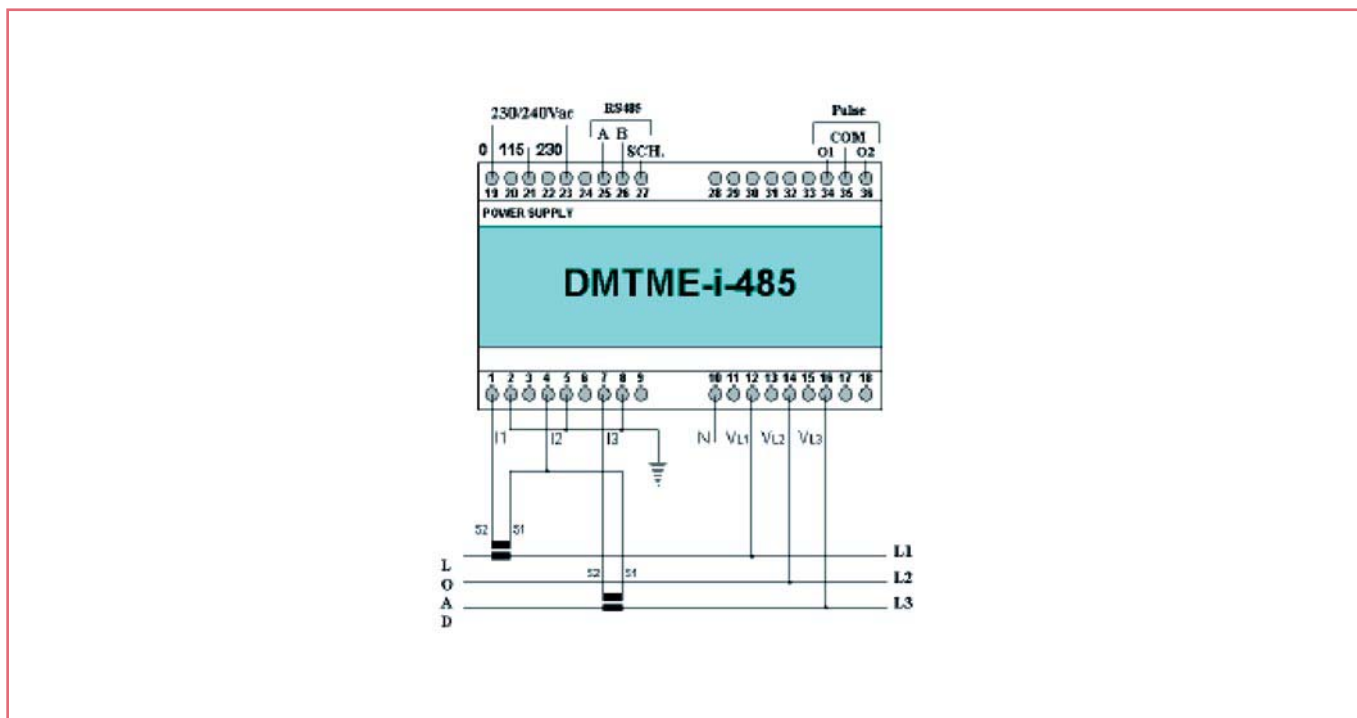 230/240Vac RS485 Pulse
A B COM
0 115 230 SCH. O1 O2
19 20 21 22 23 24 25 26 27 28 29 30 31 32 33 34 35 36
POWER SUPPLY
DMTME-i-485
1 2 3 4 5 6 7 8 9 10 11 12 13 14 15 16 17 18
I1 I2 I3 N VL1 VL2 VL3
S2 S1
L1
S2 S1
L2
L3
LOAD